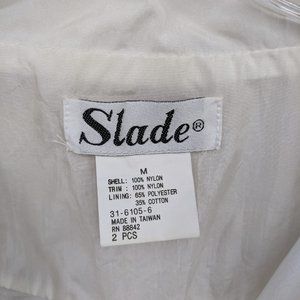 Slade®
M
SHELL: 100% NYLON
TRIM : 100% NYLON
LINING: 65% POLYESTER
35% COTTON
31-6105-6
MADE IN TAIWAN
RN 88842
2 PCS